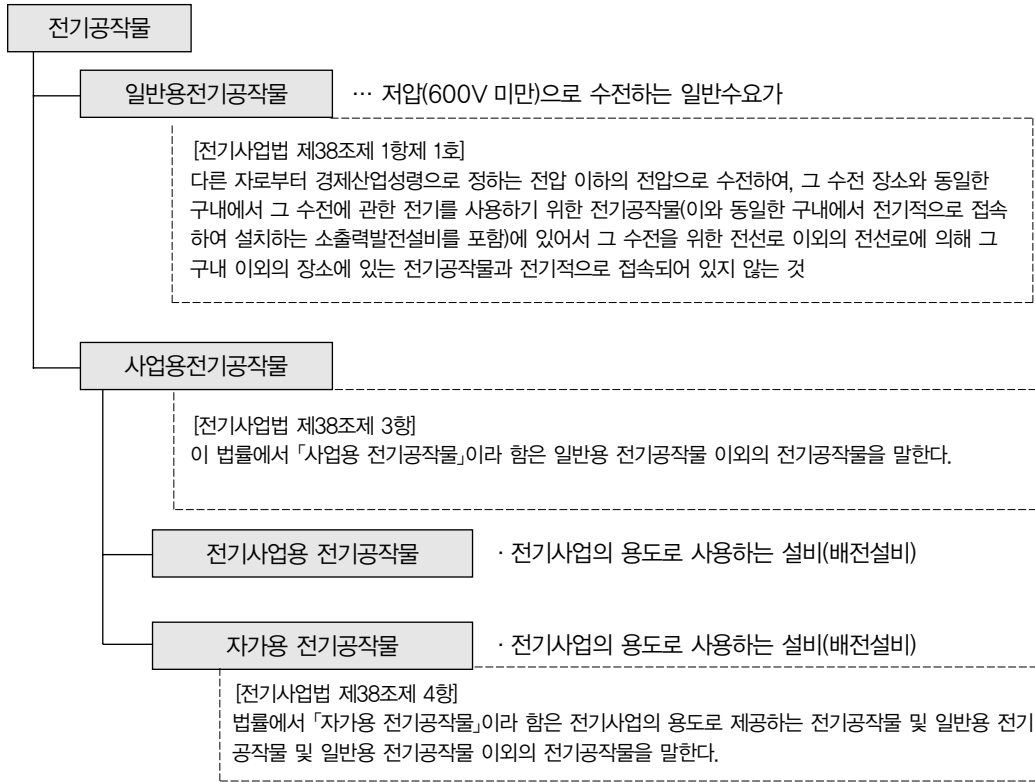 전기공작물
일반용전기공작물
… 저압(600V 미만)으로 수전하는 일반수요가
[전기사업법 제38조제 1항제 1호]
다른 자로부터 경제산업성령으로 정하는 전압 이하의 전압으로 수전하여, 그 수전 장소와 동일한
구내에서 그 수전에 관한 전기를 사용하기 위한 전기공작물(이와 동일한 구내에서 전기적으로 접속
하여 설치하는 소출력발전설비를 포함)에 있어서 그 수전을 위한 전선로 이외의 전선로에 의해 그
구내 이외의 장소에 있는 전기공작물과 전기적으로 접속되어 있지 않는 것
사업용전기공작물
[전기사업법 제38조제 3항]
이 법률에서 「사업용 전기공작물」이라 함은 일반용 전기공작물 이외의 전기공작물을 말한다.
전기사업용 전기공작물
· 전기사업의 용도로 사용하는 설비(배전설비)
자가용 전기공작물
· 전기사업의 용도로 사용하는 설비(배전설비)
[전기사업법 제38조제 4항]
법률에서 「자가용 전기공작물」이라 함은 전기사업의 용도로 제공하는 전기공작물 및 일반용 전기
공작물 및 일반용 전기공작물 이외의 전기공작물을 말한다.